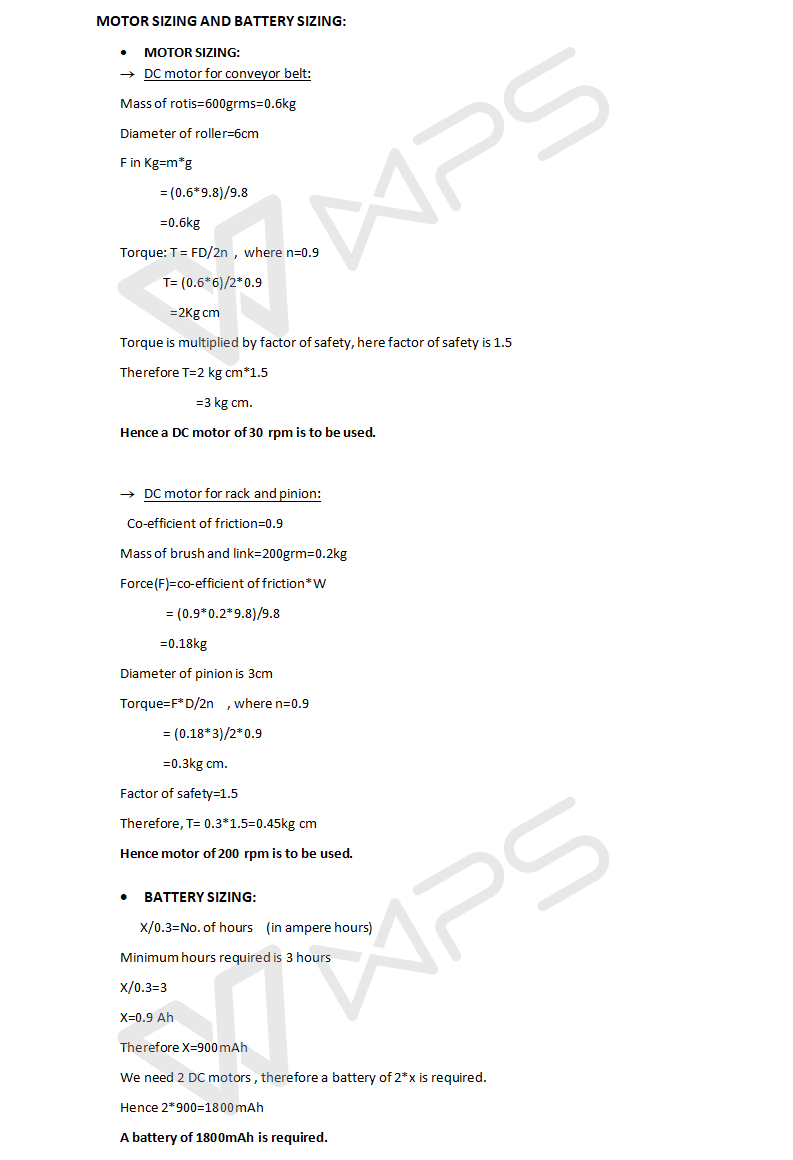 MOTOR SIZING AND BATTERY SIZING:
• MOTOR SIZING:
→ DC motor for conveyor belt:
Mass of rotis=600grms=0.6kg
Diameter of roller=6cm
F in Kg=m*g
= (0.6*9.8)/9.8
=0.6kg
Torque: T = FD/2n , where n=0.9
T= (0.6*6)/2*0.9
=2Kg cm
Torque is multiplied by factor of safety, here factor of safety is 1.5
Therefore T=2 kg cm*1.5
=3 kg cm.
Hence a DC motor of 30 rpm is to be used.
→ DC motor for rack and pinion:
Co-efficient of friction=0.9
Mass of brush and link=200grm=0.2kg
Force(F)=co-efficient of friction*W
= (0.9*0.2*9.8)/9.8
=0.18kg
Diameter of pinion is 3cm
Torque=F*D/2n , where n=0.9
= (0.18*3)/2*0.9
=0.3kg cm.
Factor of safety=1.5
Therefore, T= 0.3*1.5=0.45kg cm
Hence motor of 200 rpm is to be used.
• BATTERY SIZING:
X/0.3=No. of hours (in ampere hours)
Minimum hours required is 3 hours
X/0.3=3
X=0.9 Ah
Therefore X=900mAh
We need 2 DC motors , therefore a battery of 2*x is required.
Hence 2*900=1800mAh
A battery of 1800mAh is required.
WPS
WPS